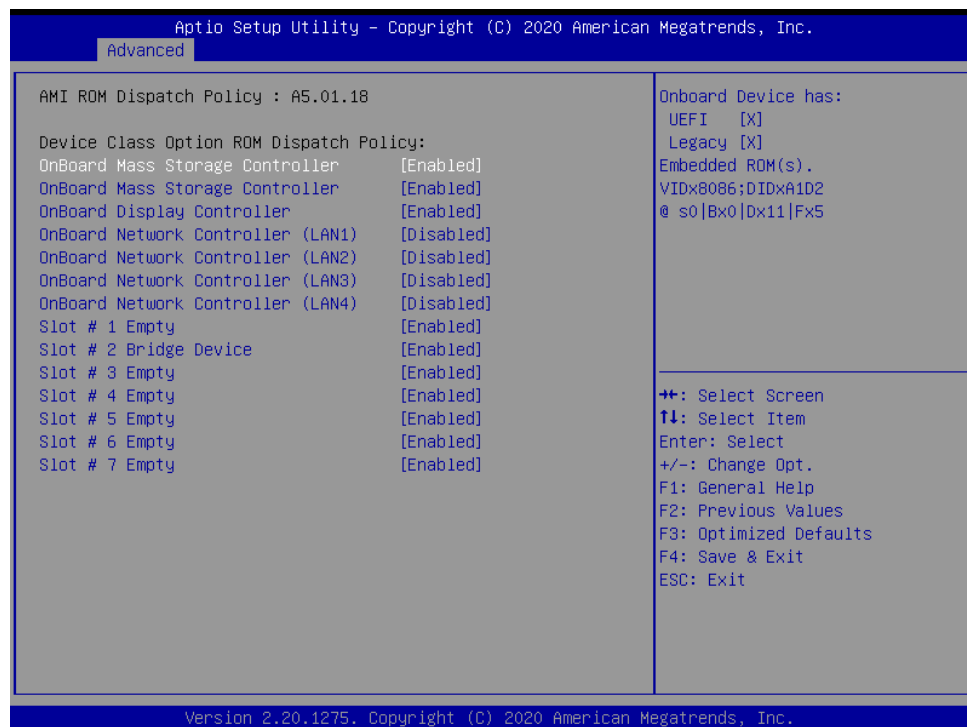 Aptio Setup Utility – Copyright (C) 2020 American Megatrends, Inc.
Advanced
AMI ROM Dispatch Policy : A5.01.18
Device Class Option ROM Dispatch Policy:
OnBoard Mass Storage Controller [Enabled]
OnBoard Mass Storage Controller [Enabled]
OnBoard Display Controller [Enabled]
OnBoard Network Controller (LAN1) [Disabled]
OnBoard Network Controller (LAN2) [Disabled]
OnBoard Network Controller (LAN3) [Disabled]
OnBoard Network Controller (LAN4) [Disabled]
Slot # 1 Empty [Enabled]
Slot # 2 Bridge Device [Enabled]
Slot # 3 Empty [Enabled]
Slot # 4 Empty [Enabled]
Slot # 5 Empty [Enabled]
Slot # 6 Empty [Enabled]
Slot # 7 Empty [Enabled]
Onboard Device has:
UEFI [X]
Legacy [X]
Embedded ROM(s).
VIDx8086;DIDxA1D2
@ s0|Bx0|Dx11|Fx5
→←: Select Screen
↑↓: Select Item
Enter: Select
+/-: Change Opt.
F1: General Help
F2: Previous Values
F3: Optimized Defaults
F4: Save & Exit
ESC: Exit
Version 2.20.1275. Copyright (C) 2020 American Megatrends, Inc.